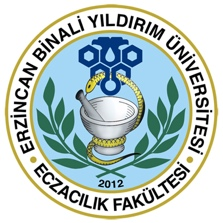 ERZİNCAN BİNALİ YILDIRIM ÜNİVERSİTESİ
2012
• ECZACILIK FAKÜLTESİ •